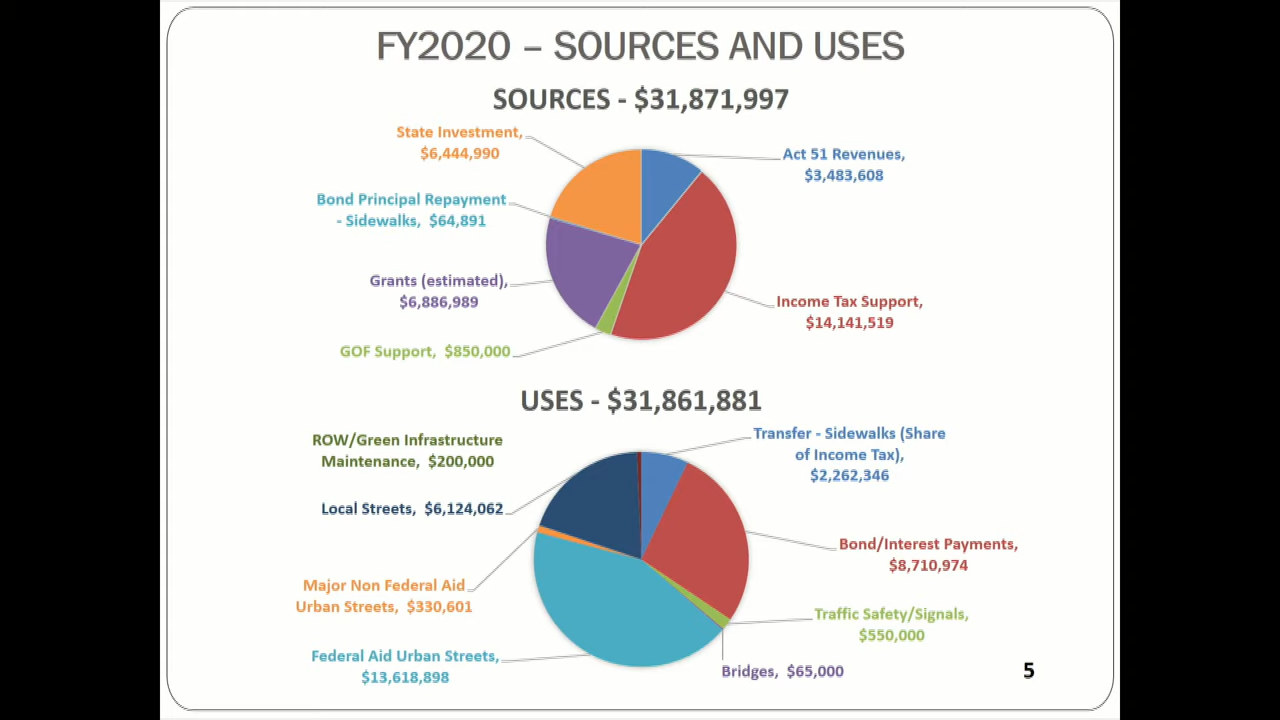 FY2020 – SOURCES AND USES
SOURCES - $31,871,997
State Investment,
$6,444,990
Act 51 Revenues,
$3,483,608
Bond Principal Repayment
- Sidewalks, $64,891
Grants (estimated),
$6,886,989
Income Tax Support,
$14,141,519
GOF Support, $850,000
USES - $31,861,881
ROW/Green Infrastructure
Maintenance, $200,000
Transfer - Sidewalks (Share
of Income Tax),
$2,262,346
Local Streets, $6,124,062
Bond/Interest Payments,
$8,710,974
Major Non Federal Aid
Urban Streets, $330,601
Traffic Safety/Signals,
$550,000
Federal Aid Urban Streets,
$13,618,898
Bridges, $65,000
5